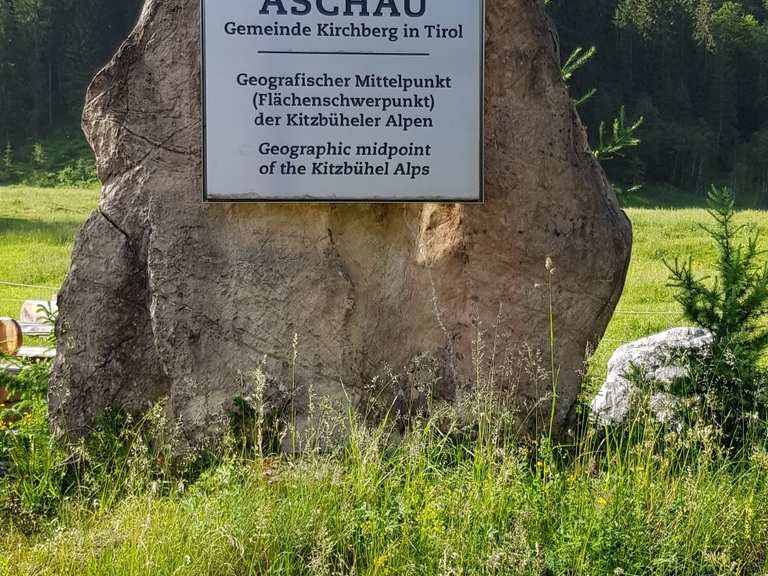 ASCHAU
Gemeinde Kirchberg in Tirol
Geografischer Mittelpunkt
(Flächenschwerpunkt)
der Kitzbüheler Alpen
Geographic midpoint
of the Kitzbühel Alps